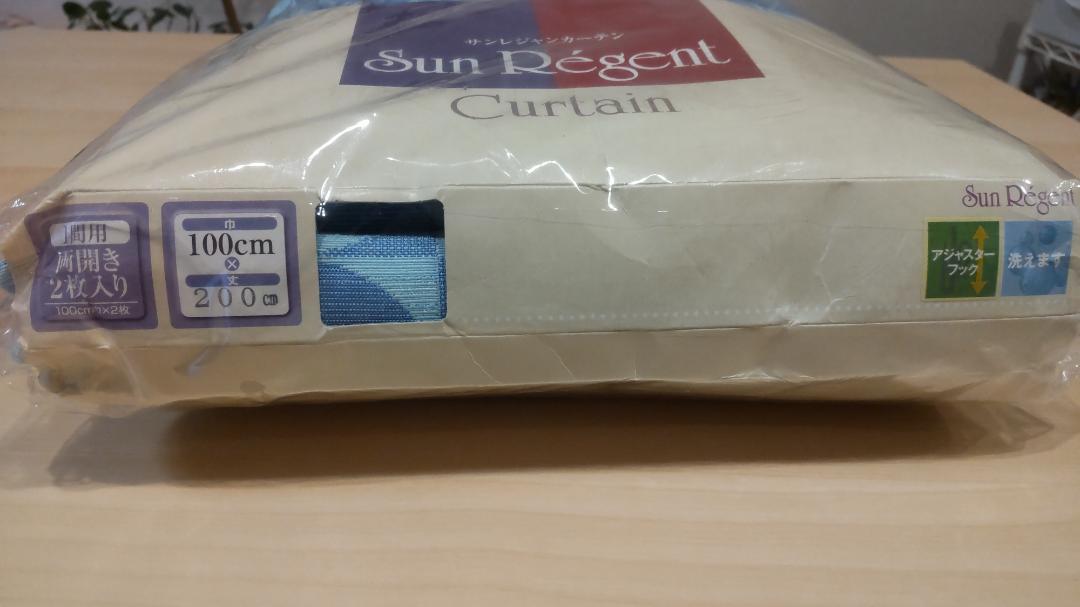 サンレジャンカーテン
Sun Régent
Curtain
Sun Régent
1間用
両開き
2枚入り
100cm×2枚
巾
100cm
×
丈
200cm
アジャスター
フック
洗えます